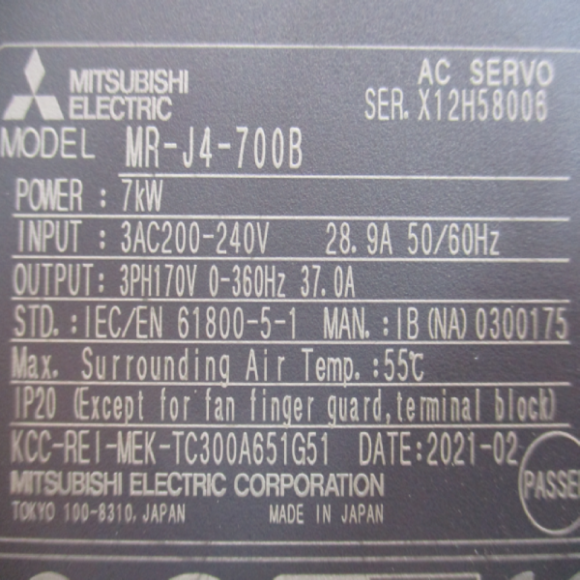 MITSUBISHI
ELECTRIC
AC SERVO
SER. X12H58006
MODEL MR-J4-700B
POWER : 7kW
INPUT : 3AC200-240V 28.9A 50/60Hz
OUTPUT: 3PH170V 0-360Hz 37.0A
STD. : IEC/EN 61800-5-1 MAN. : IB (NA) 0300175
Max. Surrounding Air Temp. : 55℃
IP20 (Except for fan finger guard, terminal block)
KCC-REI-MEK-TC300A651G51 DATE: 2021-02
MITSUBISHI ELECTRIC CORPORATION
TOKYO 100-8310, JAPAN MADE IN JAPAN
PASSE